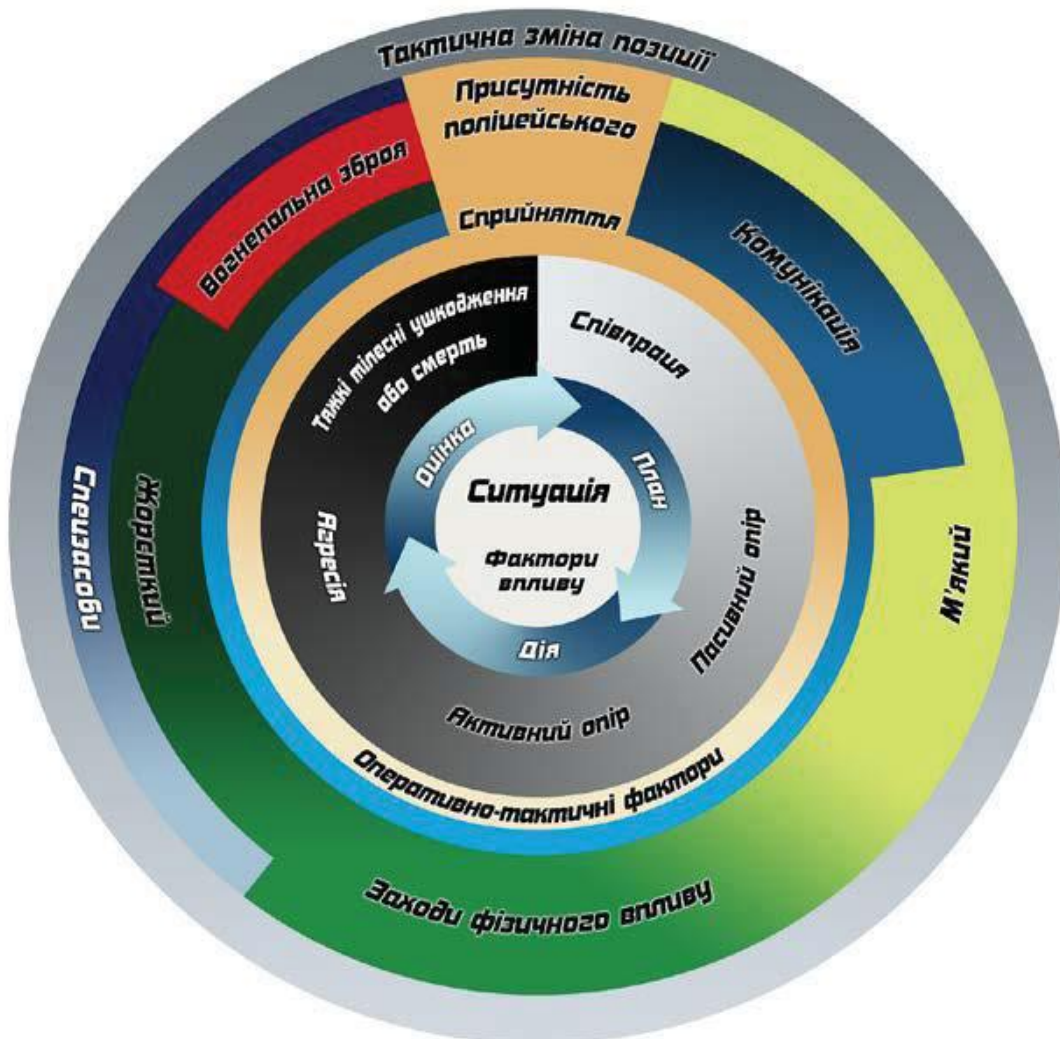 Тактична зміна позиції
Присутність
поліцейського
Сприйняття
Вогнепальна зброя
Комунікація
Тяжкі тілесні ушкодження
або смерть
Співпраця
Оцінка
План
Ситуація
Фактори
впливу
Дія
Агресія
Пасивний опір
Активний опір
Спецзасоби
Жорсткий
М'який
Оперативно-тактичні фактори
Заходи фізичного впливу